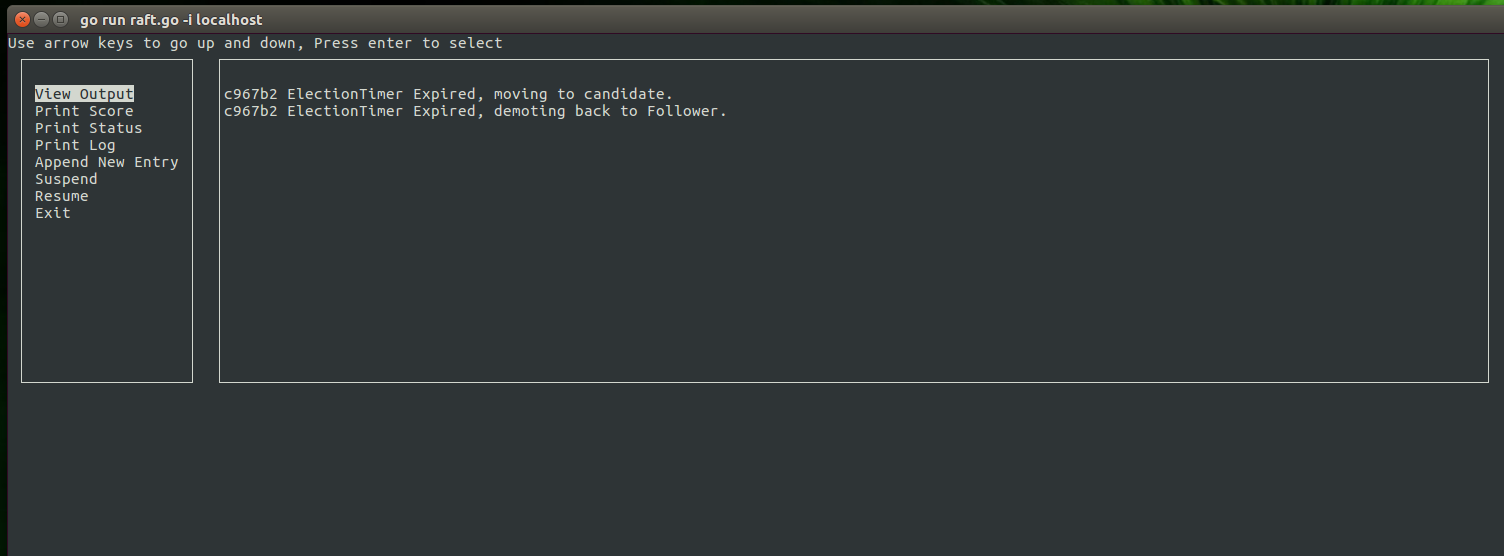 go run raft.go -i localhost
Use arrow keys to go up and down, Press enter to select
View Output
Print Score
Print Status
Print Log
Append New Entry
Suspend
Resume
Exit
c967b2 ElectionTimer Expired, moving to candidate.
c967b2 ElectionTimer Expired, demoting back to Follower.